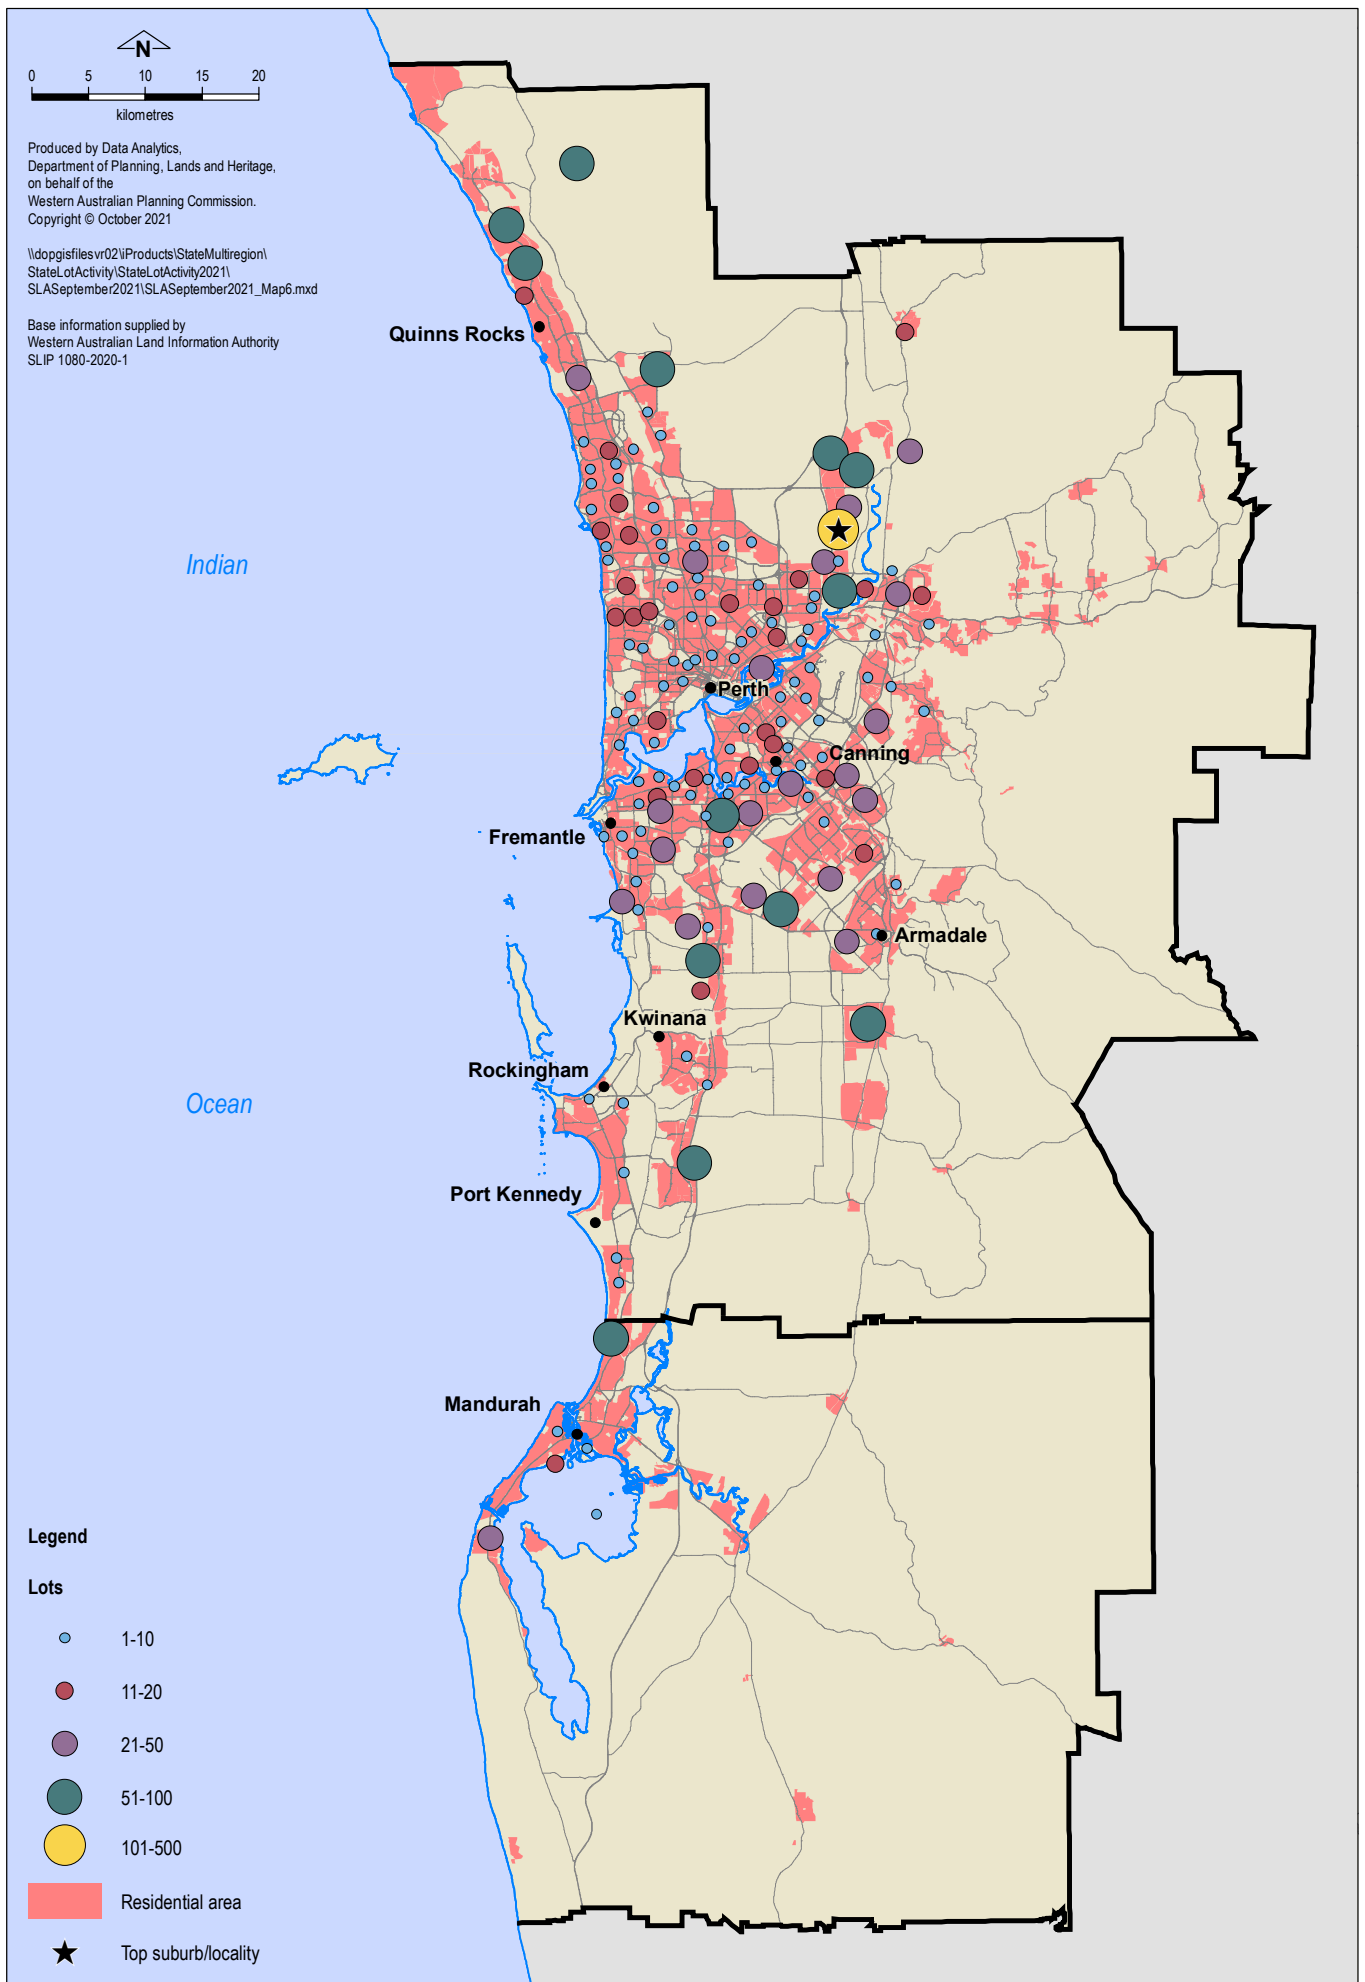 N
0 5 10 15 20
kilometres
Produced by Data Analytics,
Department of Planning, Lands and Heritage,
on behalf of the
Western Australian Planning Commission.
Copyright © October 2021
\\dopgisfilesvr02\iProducts\StateMultiregion\
StateLotActivity\StateLotActivity2021\
SLASeptember2021\SLASeptember2021_Map6.mxd
Base information supplied by
Western Australian Land Information Authority
SLIP 1080-2020-1
Quinns Rocks
Indian
Perth
Canning
Fremantle
Armadale
Kwinana
Rockingham
Ocean
Port Kennedy
Mandurah
Legend
Lots
1-10
11-20
21-50
51-100
101-500
Residential area
Top suburb/locality